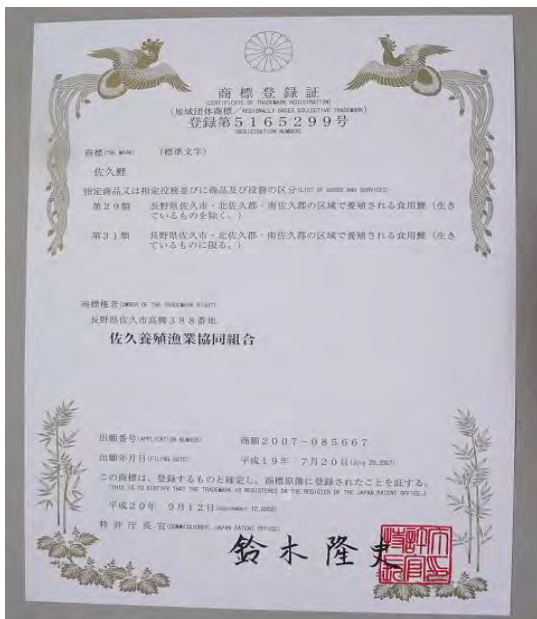 商標登録証
(CERTIFICATE OF TRADEMARK REGISTRATION)
(地域団体商標／REGIONALLY BASED COLLECTIVE TRADEMARK)
登録第５１６５２９９号
(REGISTRATION NUMBER)
商標(THE MARK) (標準文字)
佐久鯉
指定商品又は指定役務並びに商品及び役務の区分(LIST OF GOODS AND SERVICES)
第２９類 長野県佐久市・北佐久郡・南佐久郡の区域で養殖される食用鯉（生き
ているものを除く。）
第３１類 長野県佐久市・北佐久郡・南佐久郡の区域で養殖される食用鯉（生き
ているものに限る。）
商標権者(OWNER OF THE TRADEMARK RIGHT)
長野県佐久市高柳３８８番地
佐久養殖漁業協同組合
出願番号(APPLICATION NUMBER) 商願２００７－０８５６６７
出願年月日(FILING DATE) 平成１９年 ７月２０日(July 20,2007)
この商標は、登録するものと確定し、商標原簿に登録されたことを証する。
(THIS IS TO CERTIFY THAT THE TRADEMARK IS REGISTERED ON THE REGISTER OF THE JAPAN PATENT OFFICE.)
平成２０年 ９月１２日(September 12,2008)
特許庁長官(COMMISSIONER, JAPAN PATENT OFFICE)
鈴木隆史